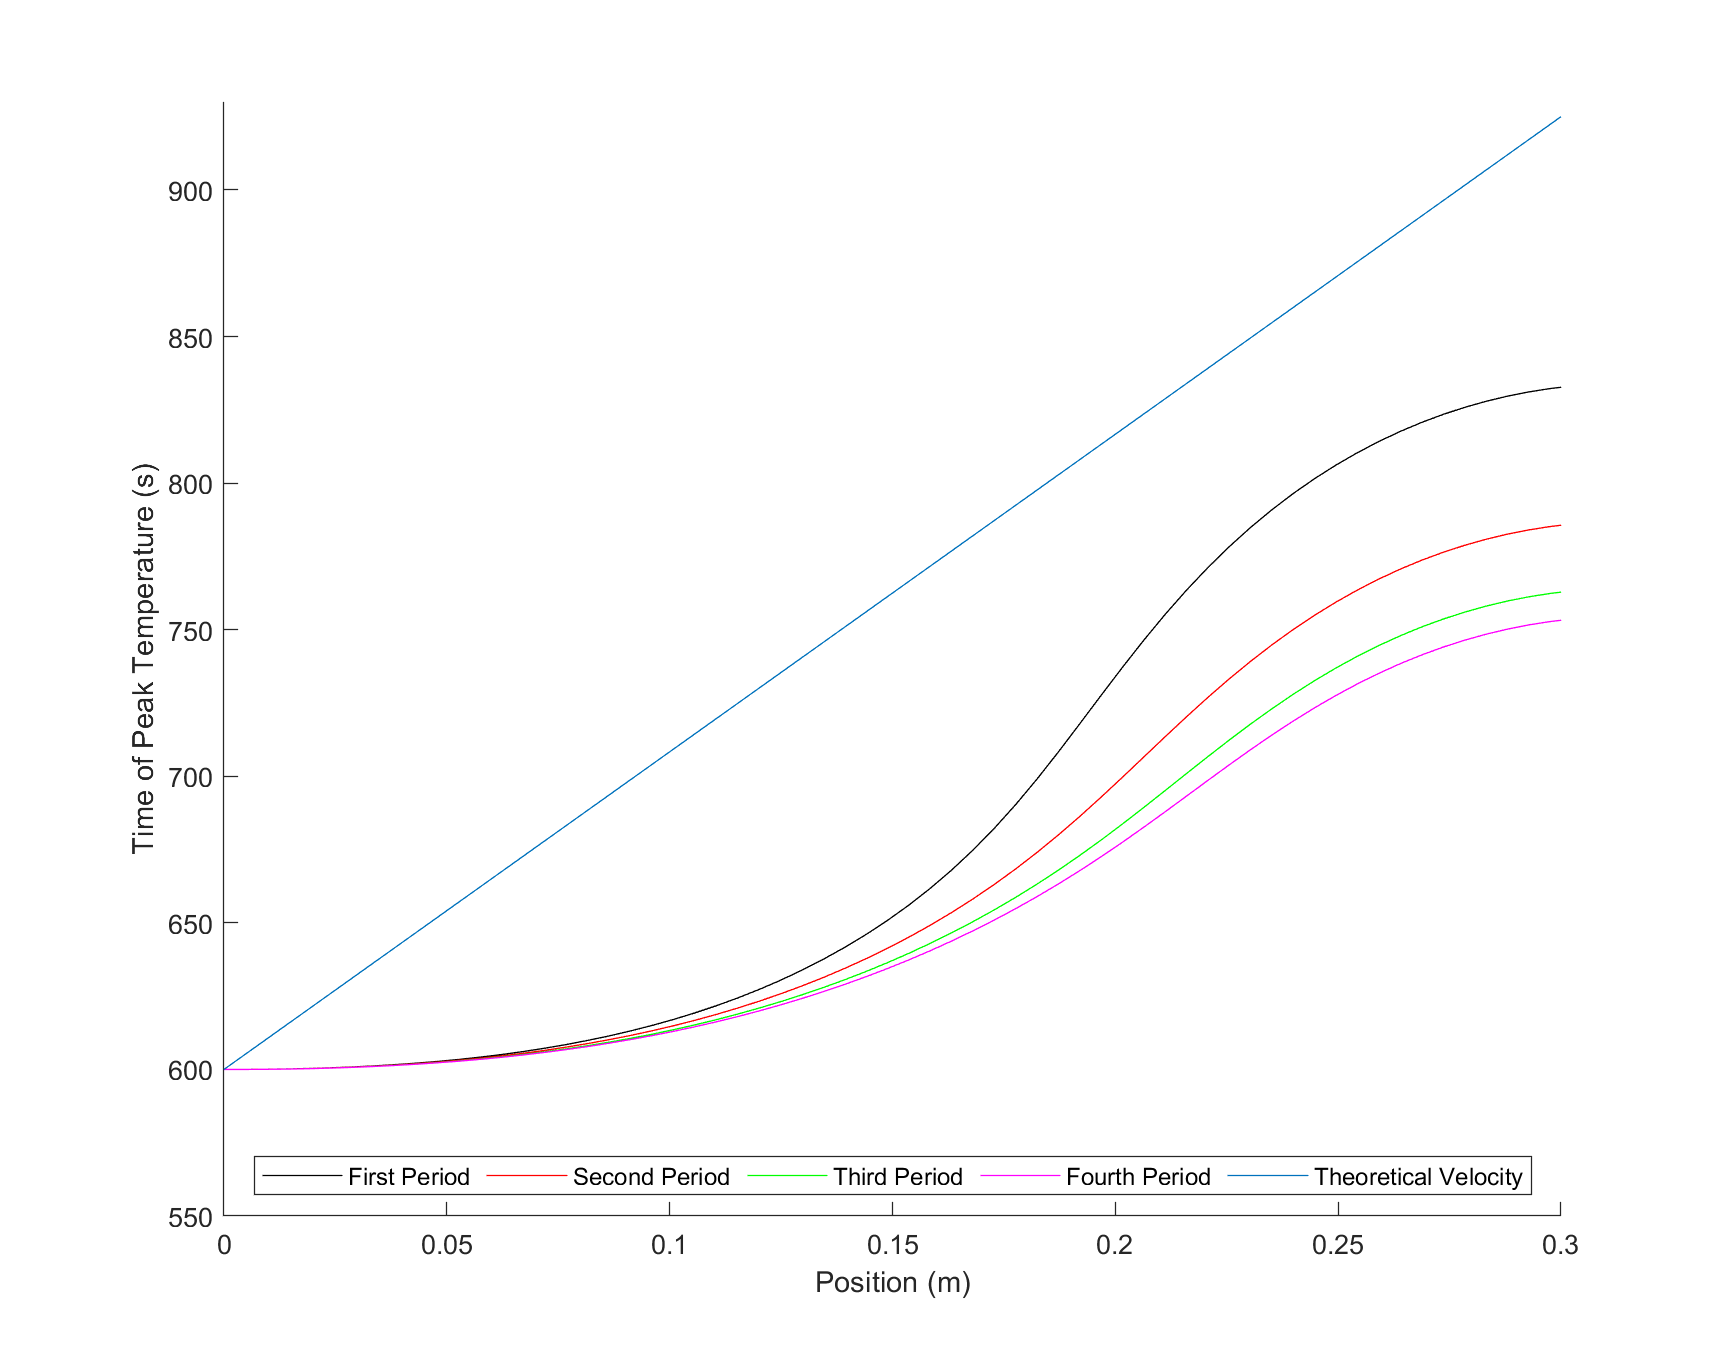 Time of Peak Temperature (s)
900
850
800
750
700
650
600
550
First Period Second Period Third Period Fourth Period Theoretical Velocity
0 0.05 0.1 0.15 0.2 0.25 0.3
Position (m)